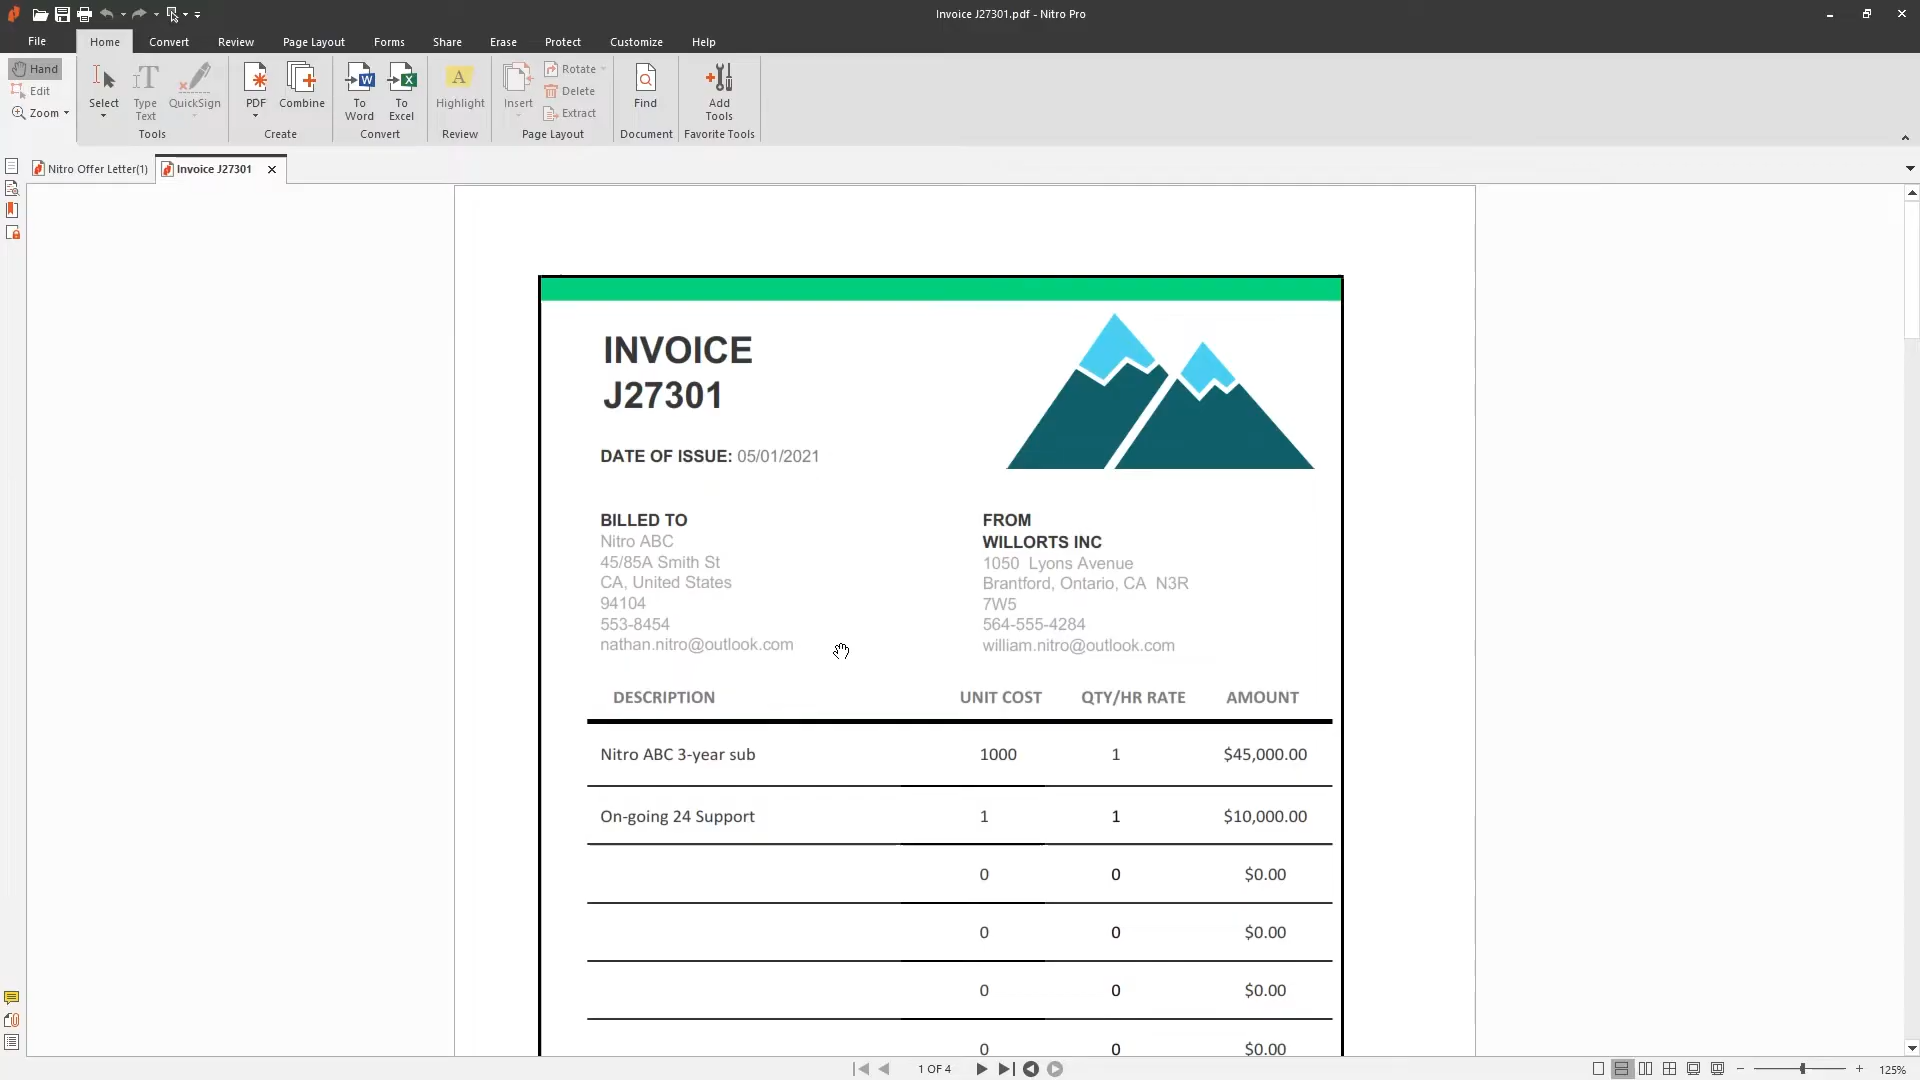 Invoice J27301.pdf - Nitro Pro
File Home Convert Review Page Layout Forms Share Erase Protect Customize Help
Hand
Edit
Zoom
Select
Type Text
QuickSign
Tools
PDF
Combine
Create
To Word
To Excel
Convert
Highlight
Review
Insert
Rotate
Delete
Extract
Page Layout
Find
Document
Add Tools
Favorite Tools
Nitro Offer Letter(1) Invoice J27301
INVOICE
J27301
DATE OF ISSUE: 05/01/2021
BILLED TO
Nitro ABC
45/85A Smith St
CA, United States
94104
553-8454
nathan.nitro@outlook.com
FROM
WILLORTS INC
1050 Lyons Avenue
Brantford, Ontario, CA N3R
7W5
564-555-4284
william.nitro@outlook.com
DESCRIPTION UNIT COST QTY/HR RATE AMOUNT
Nitro ABC 3-year sub 1000 1 $45,000.00
On-going 24 Support 1 1 $10,000.00
0 0 $0.00
0 0 $0.00
0 0 $0.00
0 0 $0.00
1 OF 4
125%